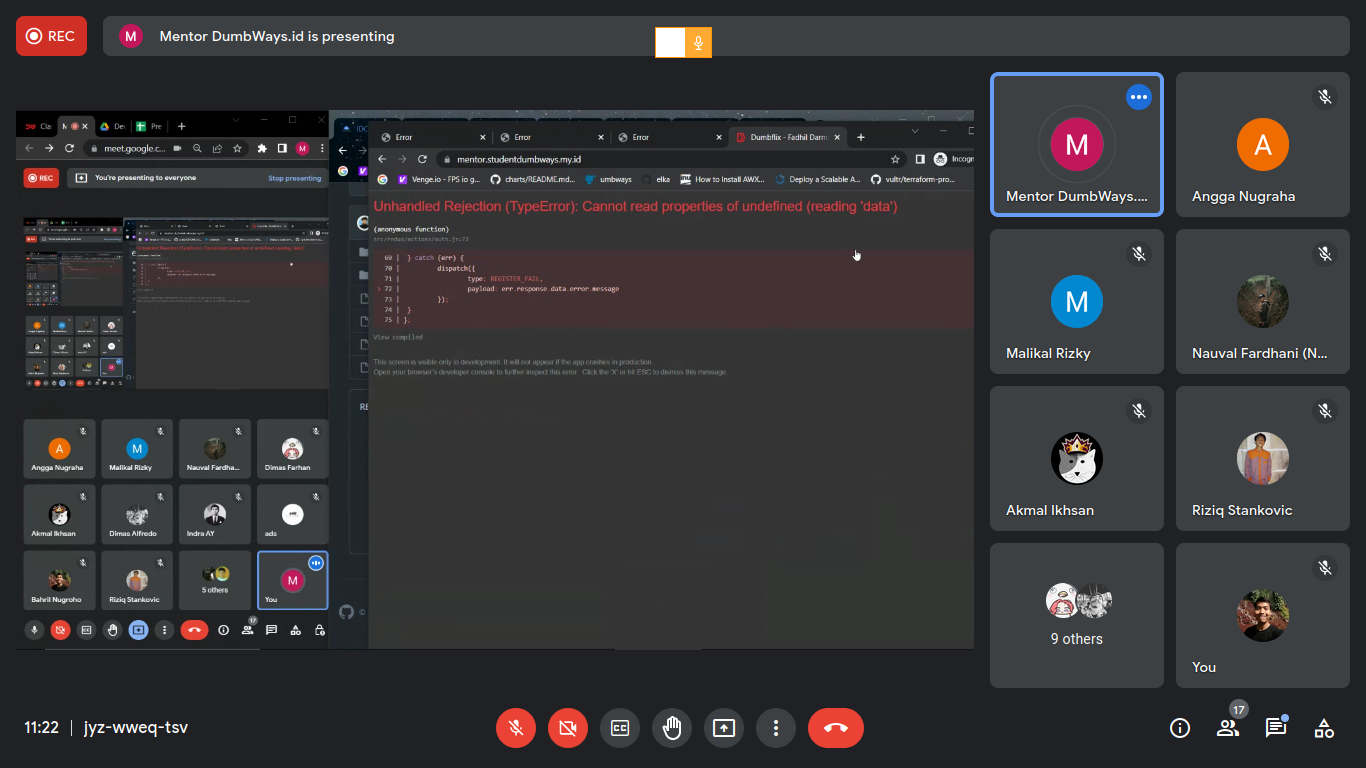 REC
M
Mentor DumbWays.id is presenting
Cla
Dev
Pre
meet.google.c...
M
REC
You're presenting to everyone
Stop presenting
Error
Error
Error
Dumbflix - Fadhil Darm
mentor.studentdumbways.my.id
Incogn
Venge.io - FPS io g...
charts/README.md...
umbways
elka
How to Install AWX...
Deploy a Scalable A...
vultr/terraform-pro...
Unhandled Rejection (TypeError): Cannot read properties of undefined (reading 'data')
(anonymous function)
src/redux/actions/auth.js:72
69 | } catch (err) {
70 | dispatch({
71 | type: REGISTER_FAIL,
> 72 | payload: err.response.data.error.message
73 | });
74 | }
75 | };
View compiled
This screen is visible only in development. It will not appear if the app crashes in production.
Open your browser's developer console to further inspect this error. Click the 'X' or hit ESC to dismiss this message.
A
Angga Nugraha
M
Malikal Rizky
Nauval Fardha...
Dimas Farhan
Akmal Ikhsan
Dimas Alfredo
Indra AY
ads
Bahril Nugroho
Riziq Stankovic
5 others
M
You
17
M
Mentor DumbWays....
A
Angga Nugraha
M
Malikal Rizky
Nauval Fardhani (N...
Akmal Ikhsan
Riziq Stankovic
9 others
You
11:22 | jyz-wweq-tsv
17